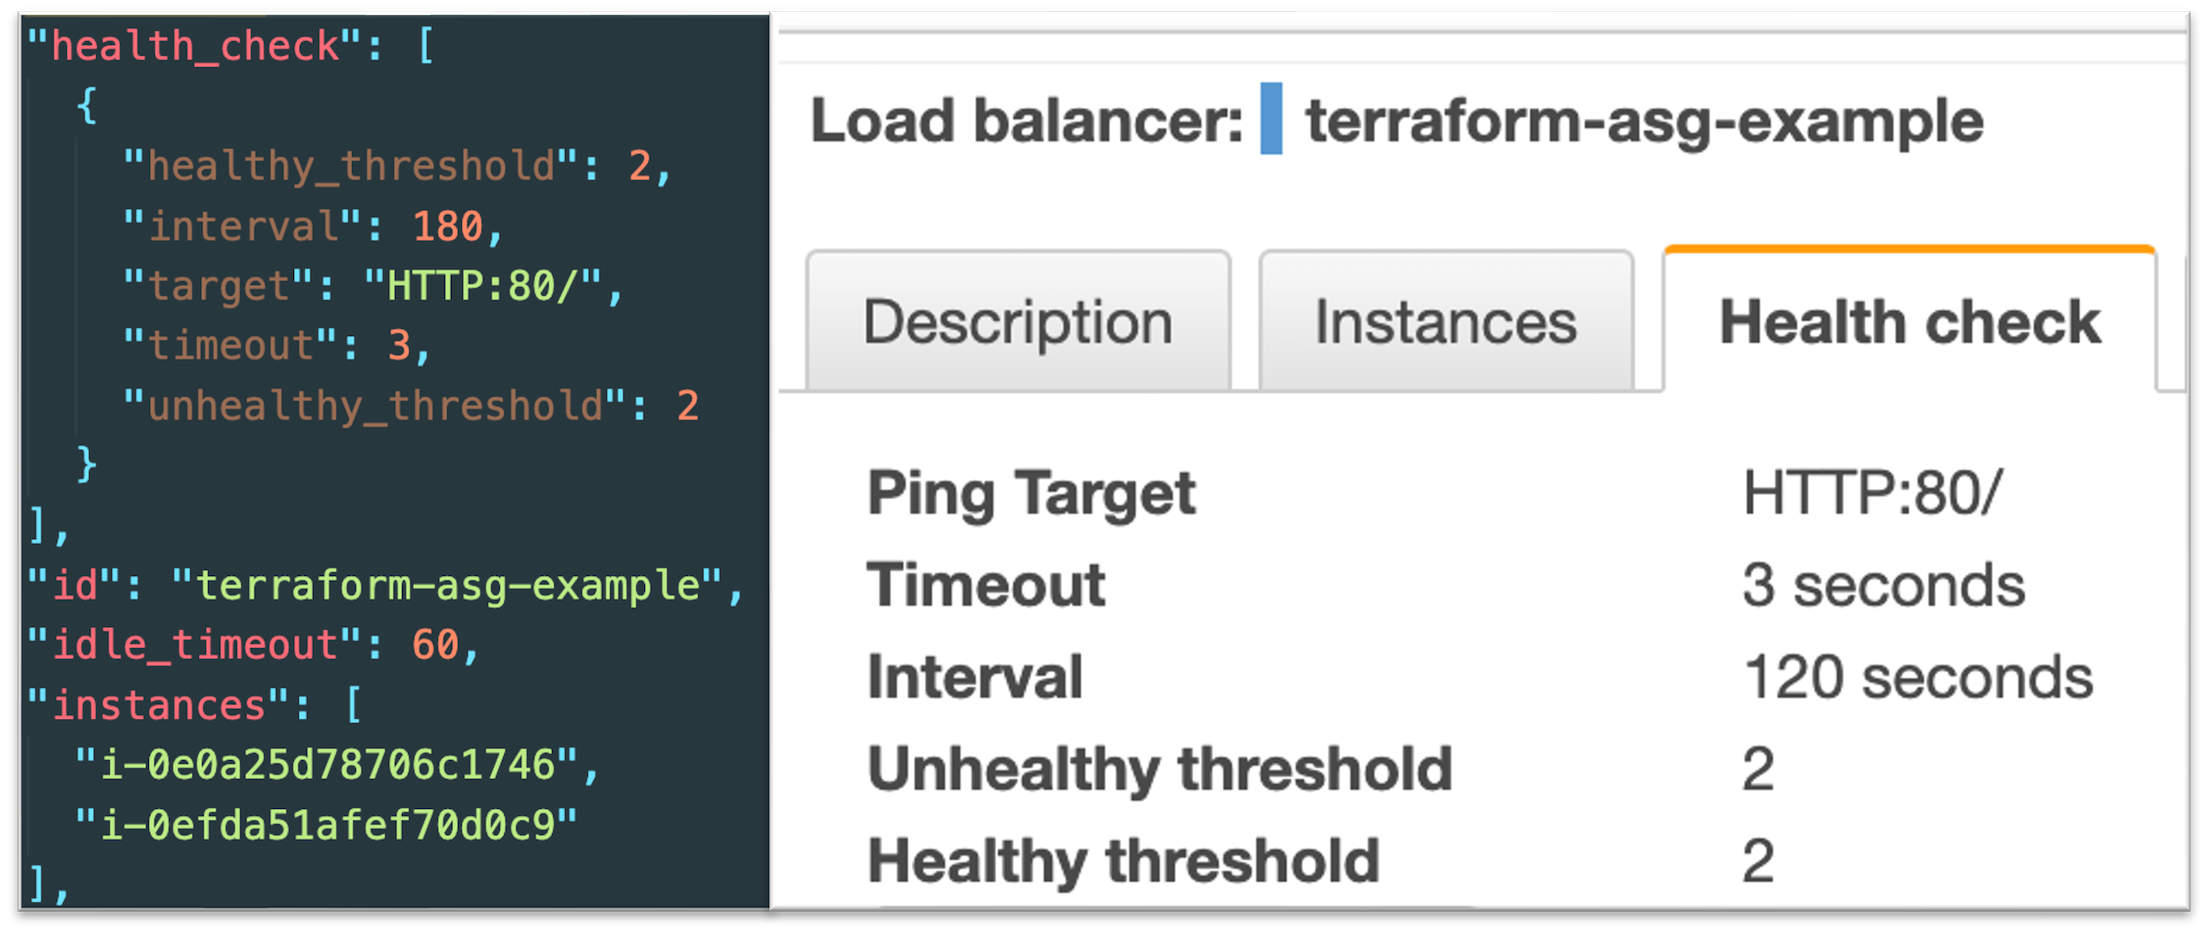 "health_check": [
{
"healthy_threshold": 2,
"interval": 180,
"target": "HTTP:80/",
"timeout": 3,
"unhealthy_threshold": 2
}
],
"id": "terraform-asg-example",
"idle_timeout": 60,
"instances": [
"i-0e0a25d78706c1746",
"i-0efda51afef70d0c9"
],
Load balancer: terraform-asg-example
Description Instances Health check
Ping Target HTTP:80/
Timeout 3 seconds
Interval 120 seconds
Unhealthy threshold 2
Healthy threshold 2